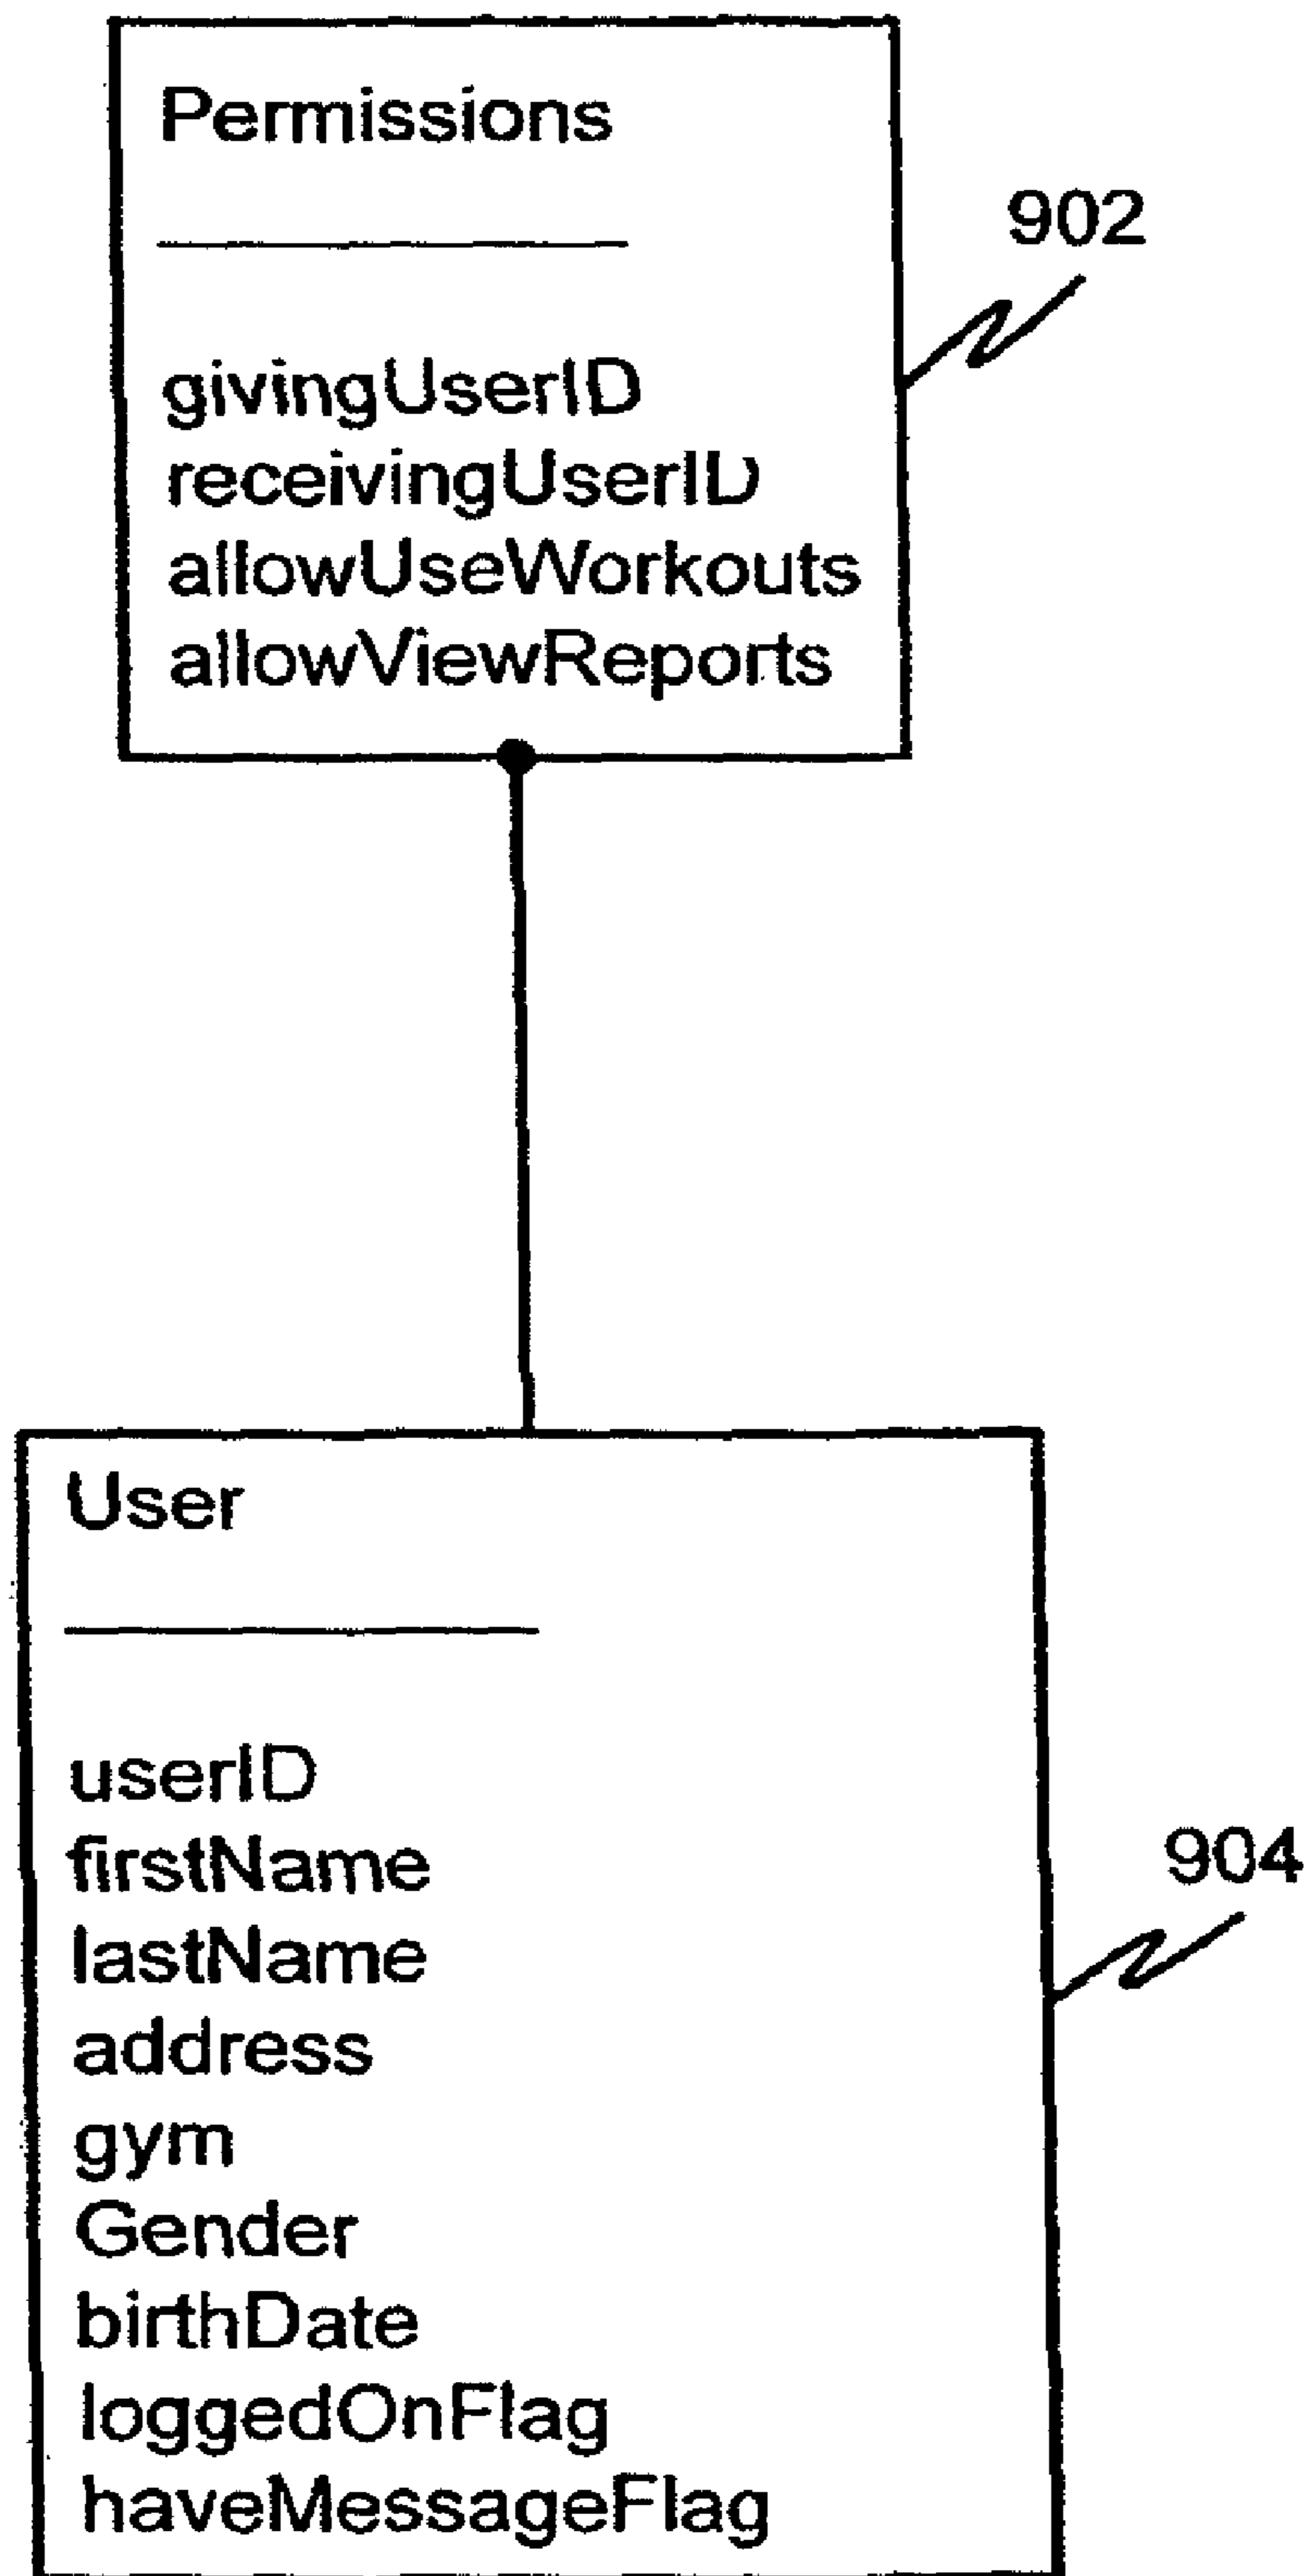 Permissions
902
givingUserID
receivingUserID
allowUseWorkouts
allowViewReports
User
userID
firstName
lastName
904
address
gym
Gender
birthDate
loggedOnFlag
haveMessageFlag